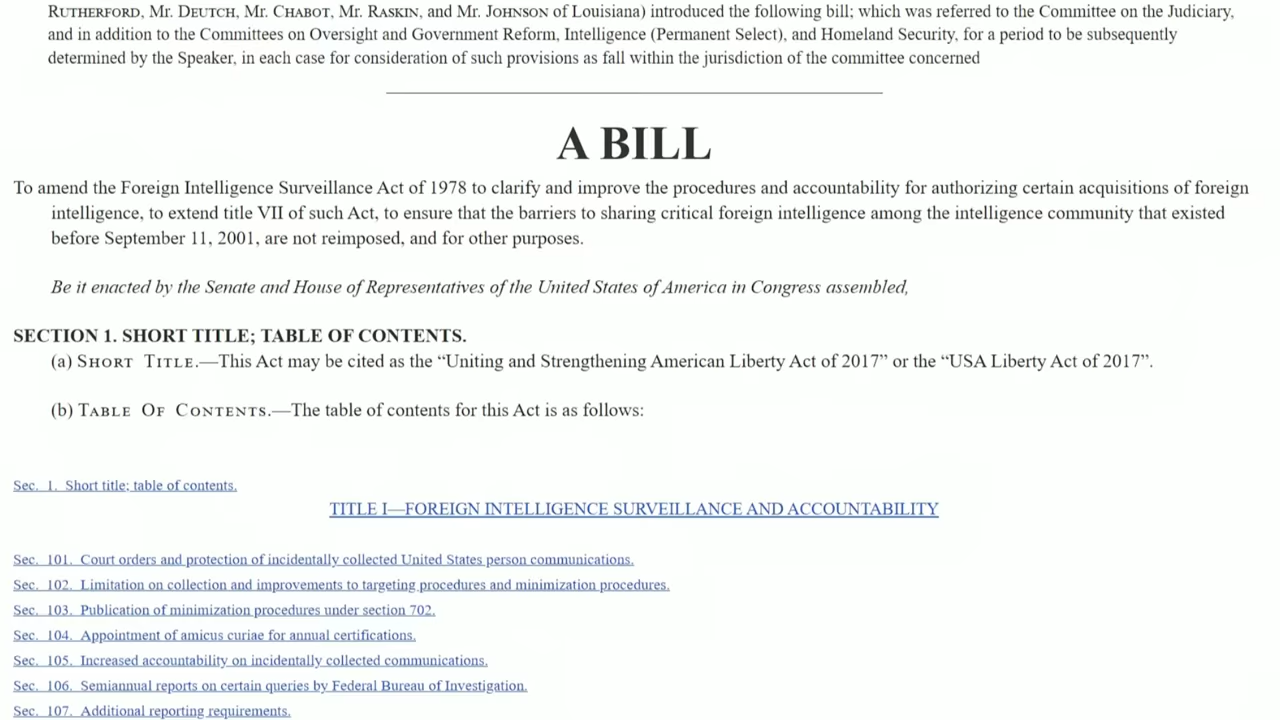 RUTHERFORD, Mr. DEUTCH, Mr. CHABOT, Mr. RASKIN, and Mr. JOHNSON of Louisiana) introduced the following bill; which was referred to the Committee on the Judiciary,
and in addition to the Committees on Oversight and Government Reform, Intelligence (Permanent Select), and Homeland Security, for a period to be subsequently
determined by the Speaker, in each case for consideration of such provisions as fall within the jurisdiction of the committee concerned
A BILL
To amend the Foreign Intelligence Surveillance Act of 1978 to clarify and improve the procedures and accountability for authorizing certain acquisitions of foreign
intelligence, to extend title VII of such Act, to ensure that the barriers to sharing critical foreign intelligence among the intelligence community that existed
before September 11, 2001, are not reimposed, and for other purposes.
Be it enacted by the Senate and House of Representatives of the United States of America in Congress assembled,
SECTION 1. SHORT TITLE; TABLE OF CONTENTS.
(a) SHORT TITLE.—This Act may be cited as the “Uniting and Strengthening American Liberty Act of 2017” or the “USA Liberty Act of 2017”.
(b) TABLE OF CONTENTS.—The table of contents for this Act is as follows:
Sec. 1. Short title; table of contents.
TITLE I—FOREIGN INTELLIGENCE SURVEILLANCE AND ACCOUNTABILITY
Sec. 101. Court orders and protection of incidentally collected United States person communications.
Sec. 102. Limitation on collection and improvements to targeting procedures and minimization procedures.
Sec. 103. Publication of minimization procedures under section 702.
Sec. 104. Appointment of amicus curiae for annual certifications.
Sec. 105. Increased accountability on incidentally collected communications.
Sec. 106. Semiannual reports on certain queries by Federal Bureau of Investigation.
Sec. 107. Additional reporting requirements.